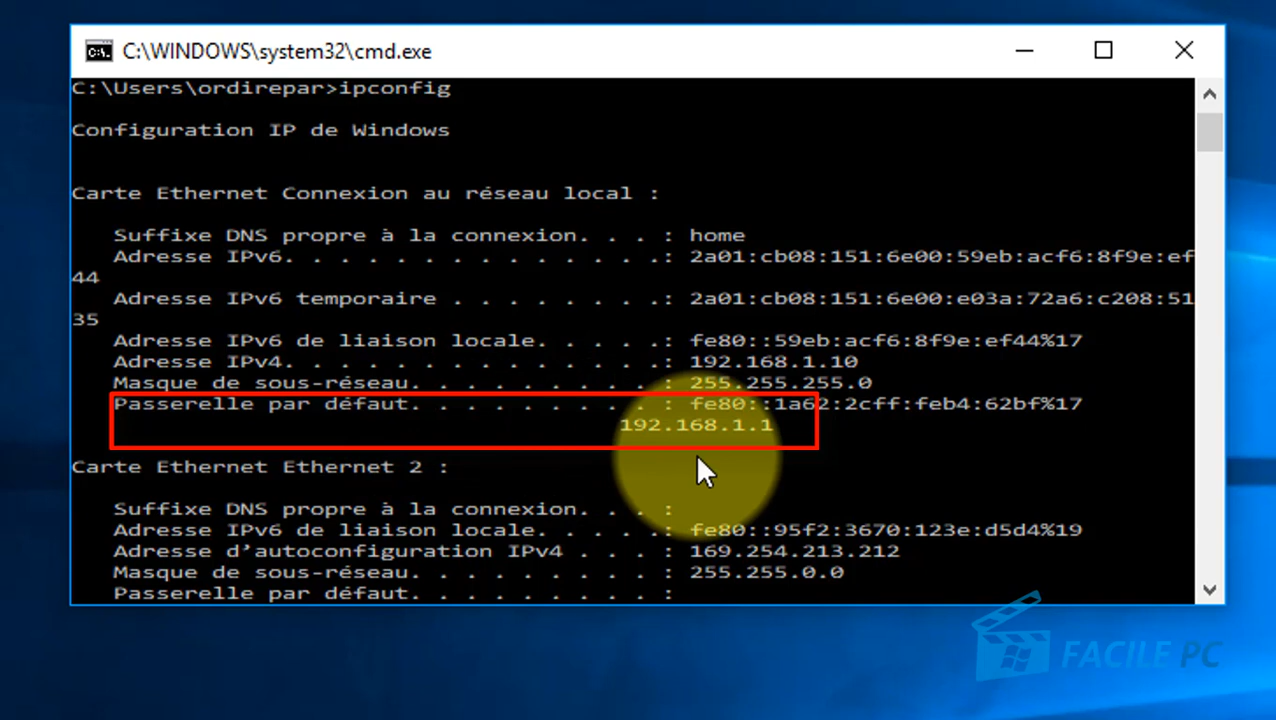 C:\WINDOWS\system32\cmd.exe
C:\Users\ordirepar>ipconfig
Configuration IP de Windows
Carte Ethernet Connexion au réseau local :
Suffixe DNS propre à la connexion. . . : home
Adresse IPv6. . . . . . . . . . . . . .: 2a01:cb08:151:6e00:59eb:acf6:8f9e:ef
44
Adresse IPv6 temporaire . . . . . . . .: 2a01:cb08:151:6e00:e03a:72a6:c208:51
35
Adresse IPv6 de liaison locale. . . . .: fe80::59eb:acf6:8f9e:ef44%17
Adresse IPv4. . . . . . . . . . . . . .: 192.168.1.10
Masque de sous-réseau. . . . . . . . . : 255.255.255.0
Passerelle par défaut. . . . . . . . . : fe80::1a62:2cff:feb4:62bf%17
192.168.1.1
Carte Ethernet Ethernet 2 :
Suffixe DNS propre à la connexion. . . :
Adresse IPv6 de liaison locale. . . . .: fe80::95f2:3670:123e:d5d4%19
Adresse d’autoconfiguration IPv4 . . . : 169.254.213.212
Masque de sous-réseau. . . . . . . . . : 255.255.0.0
Passerelle par défaut. . . . . . . . . :
FACILE PC